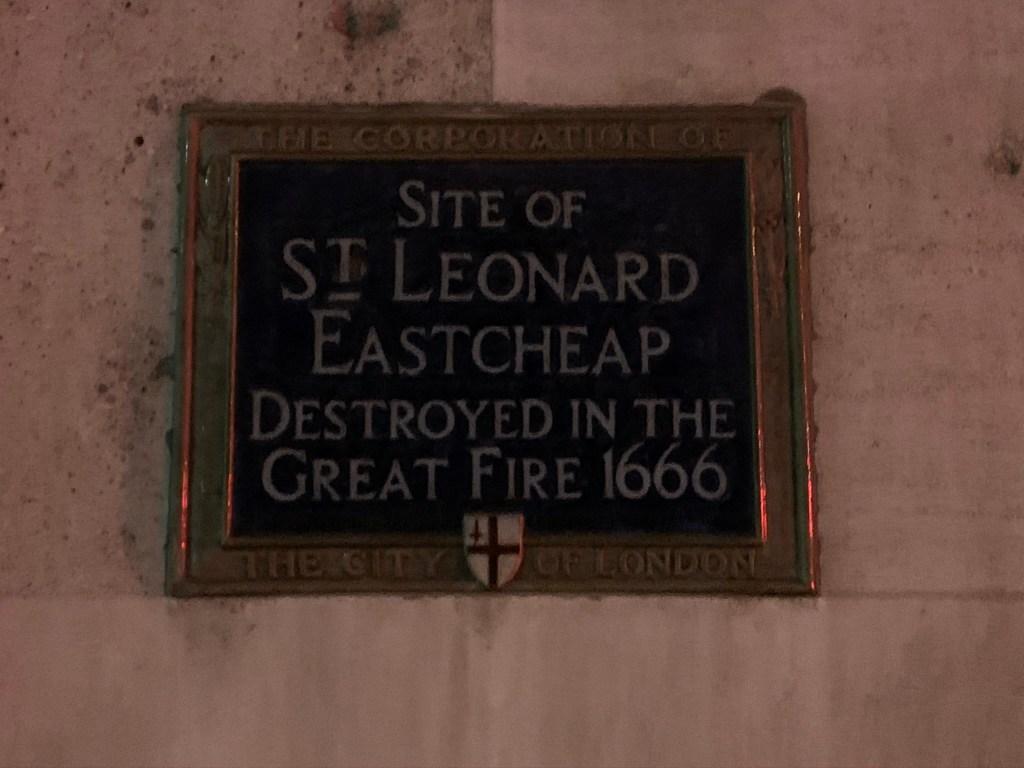 THE CORPORATION OF
SITE OF
ST LEONARD
EASTCHEAP
DESTROYED IN THE
GREAT FIRE 1666
THE CITY OF LONDON